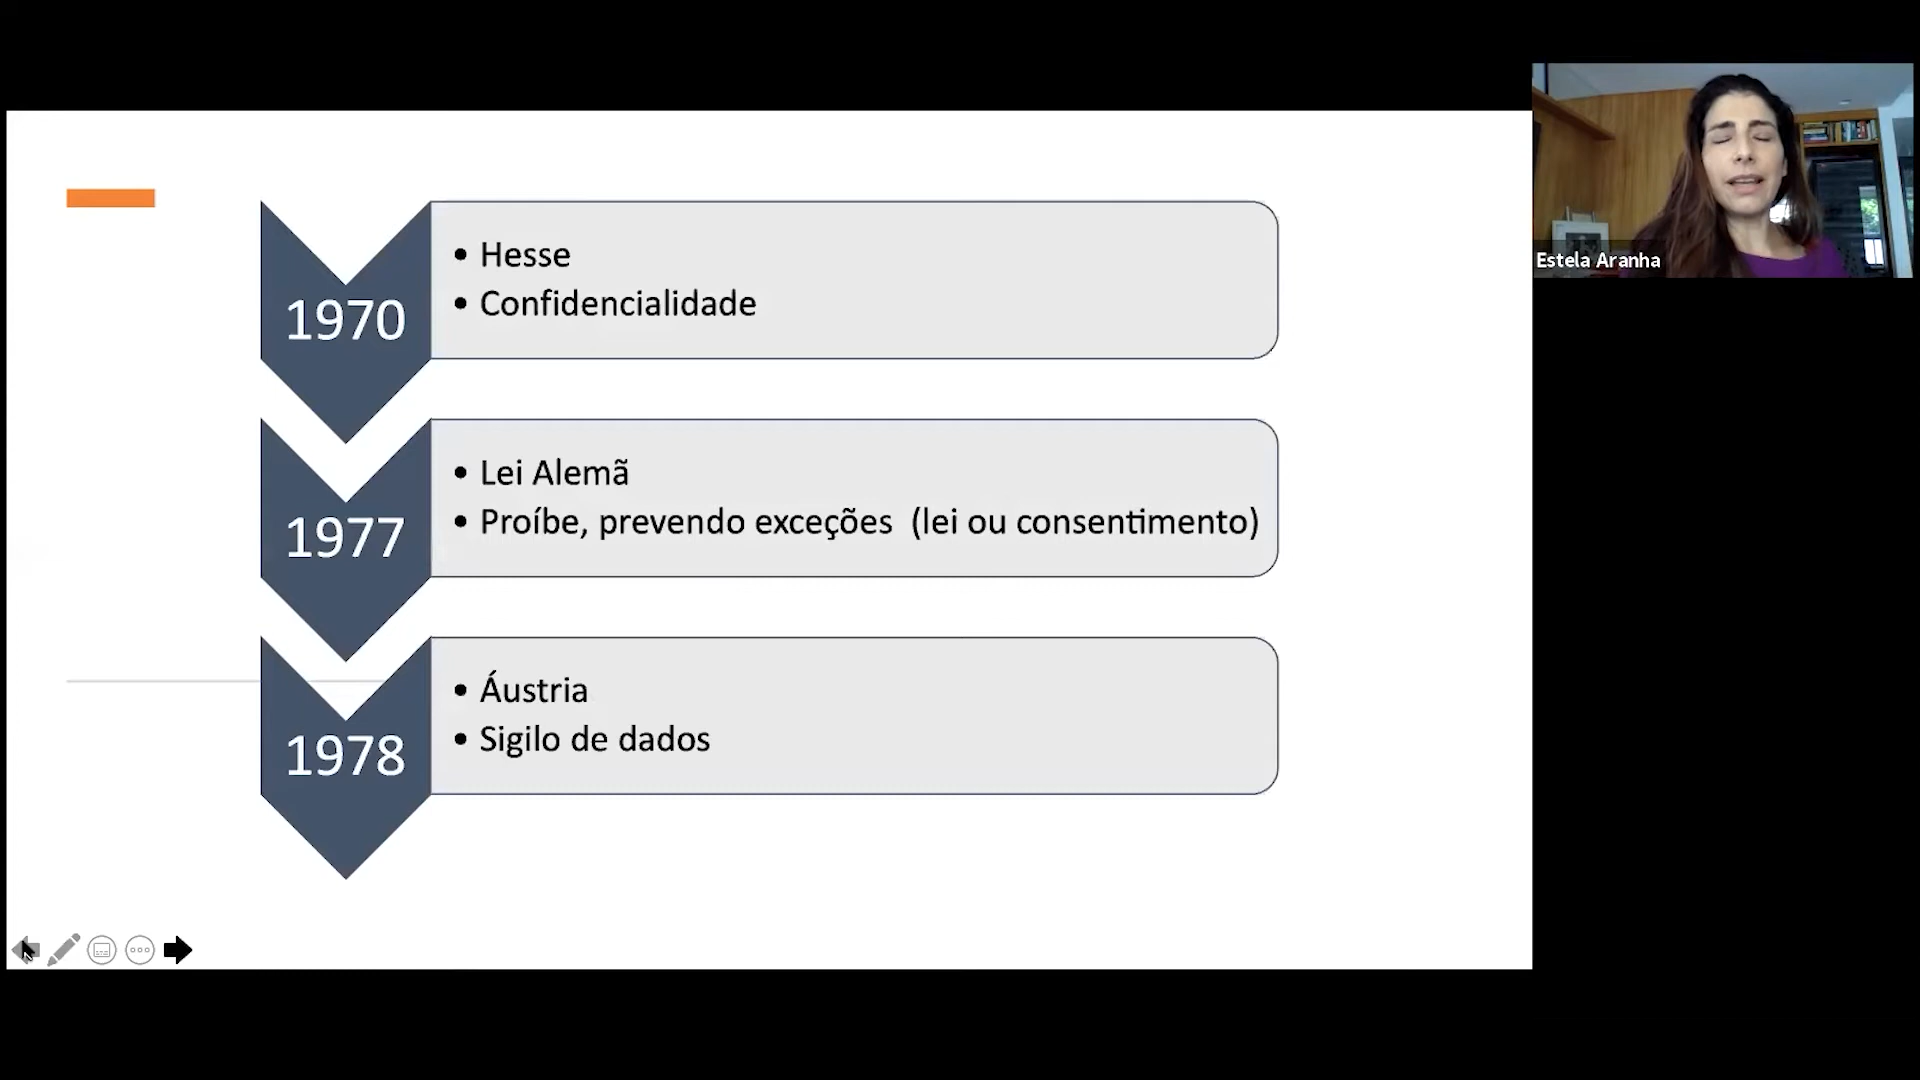 1970
• Hesse
• Confidencialidade
1977
• Lei Alemã
• Proíbe, prevendo exceções (lei ou consentimento)
1978
• Áustria
• Sigilo de dados
Estela Aranha